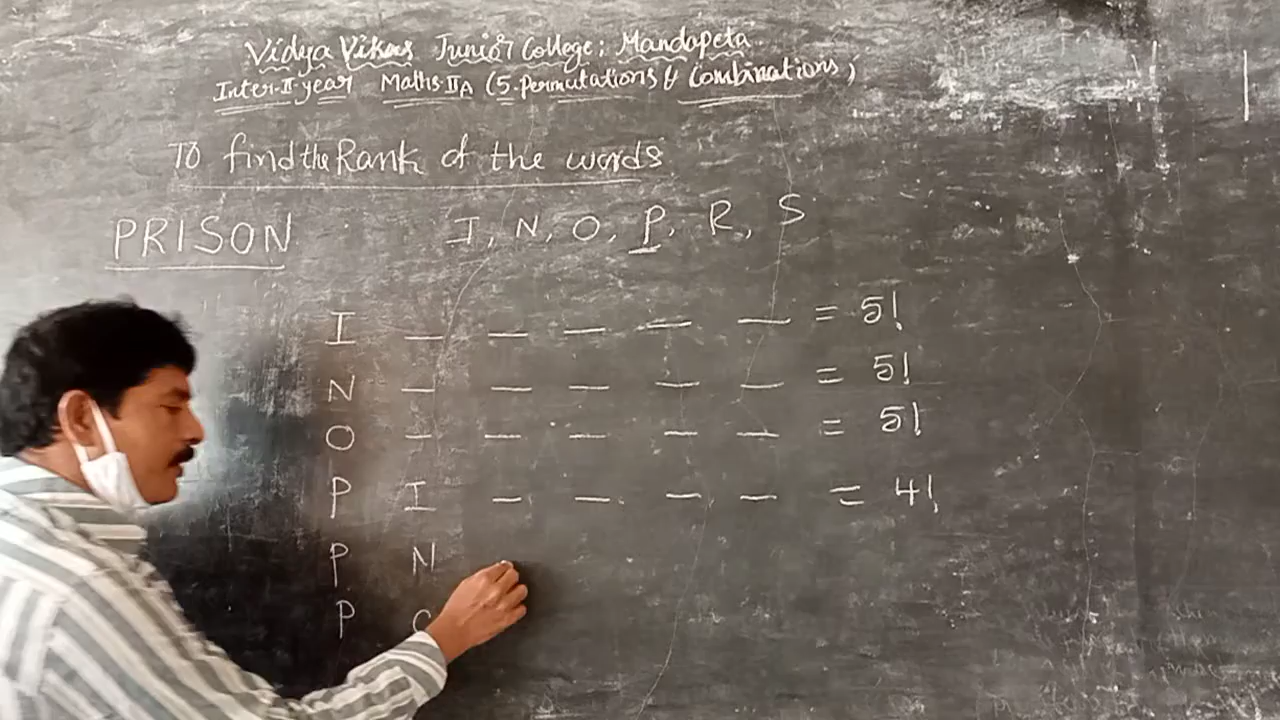 Vidya Vikas Junior College; Mandapeta
Inter-II-year Maths-IIA (5. Permutations & Combinations)
To find the Rank of the words
PRISON I, N, O, P, R, S
I _ _ _ _ _ = 5!
N _ _ _ _ _ = 5!
O _ _ _ _ _ = 5!
P I _ _ _ _ = 4!
P N
P